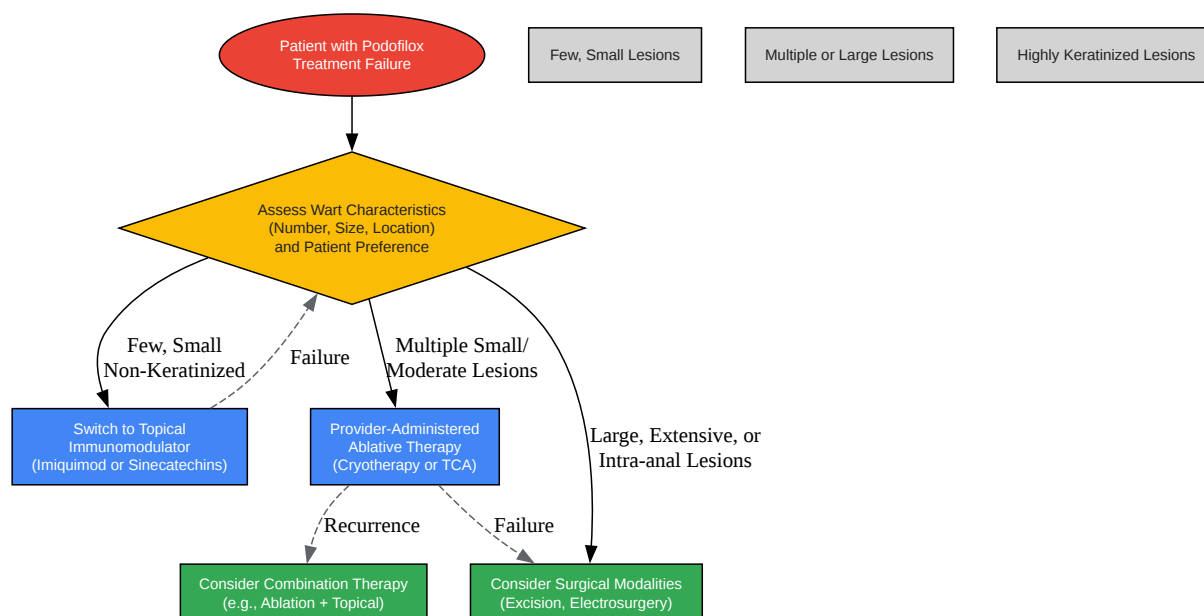 Patient with Podofilox
Treatment Failure
Few, Small Lesions
Multiple or Large Lesions
Highly Keratinized Lesions
Assess Wart Characteristics
(Number, Size, Location)
and Patient Preference
Few, Small
Non-Keratinized
Failure
Multiple Small/
Moderate Lesions
Large, Extensive, or
Intra-anal Lesions
Switch to Topical
Immunomodulator
(Imiquimod or Sinecatechins)
Provider-Administered
Ablative Therapy
(Cryotherapy or TCA)
Recurrence
Failure
Consider Combination Therapy
(e.g., Ablation + Topical)
Consider Surgical Modalities
(Excision, Electrosurgery)